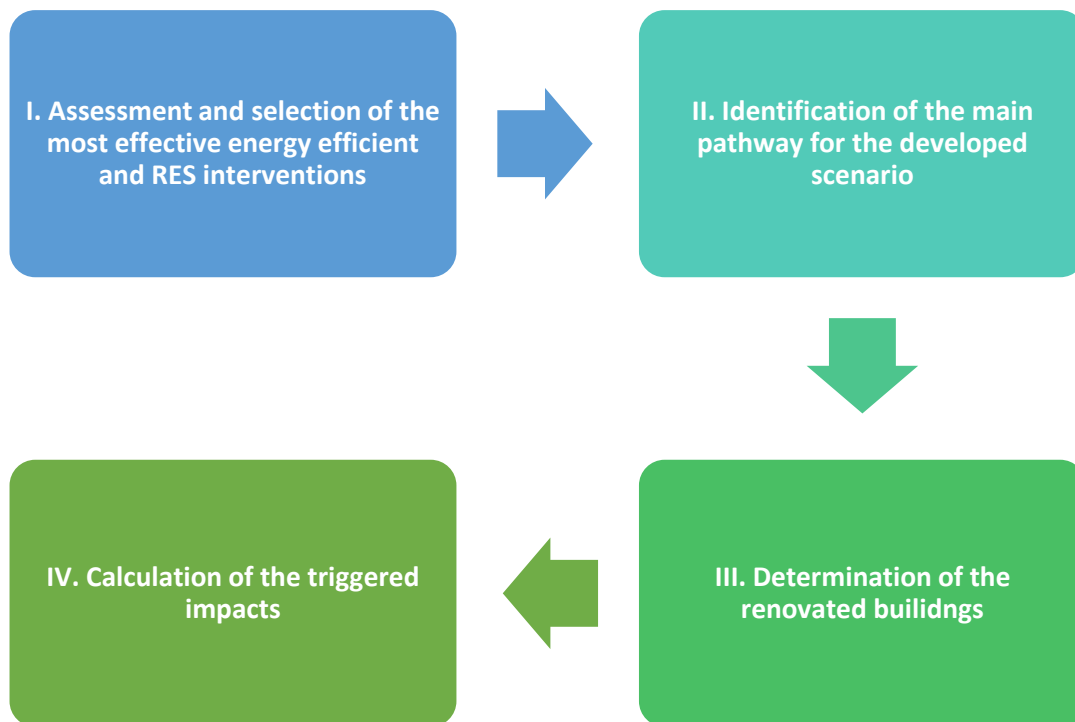 I. Assessment and selection of the
most effective energy efficient
and RES interventions
II. Identification of the main
pathway for the developed
scenario
III. Determination of the
renovated builidngs
IV. Calculation of the triggered
impacts